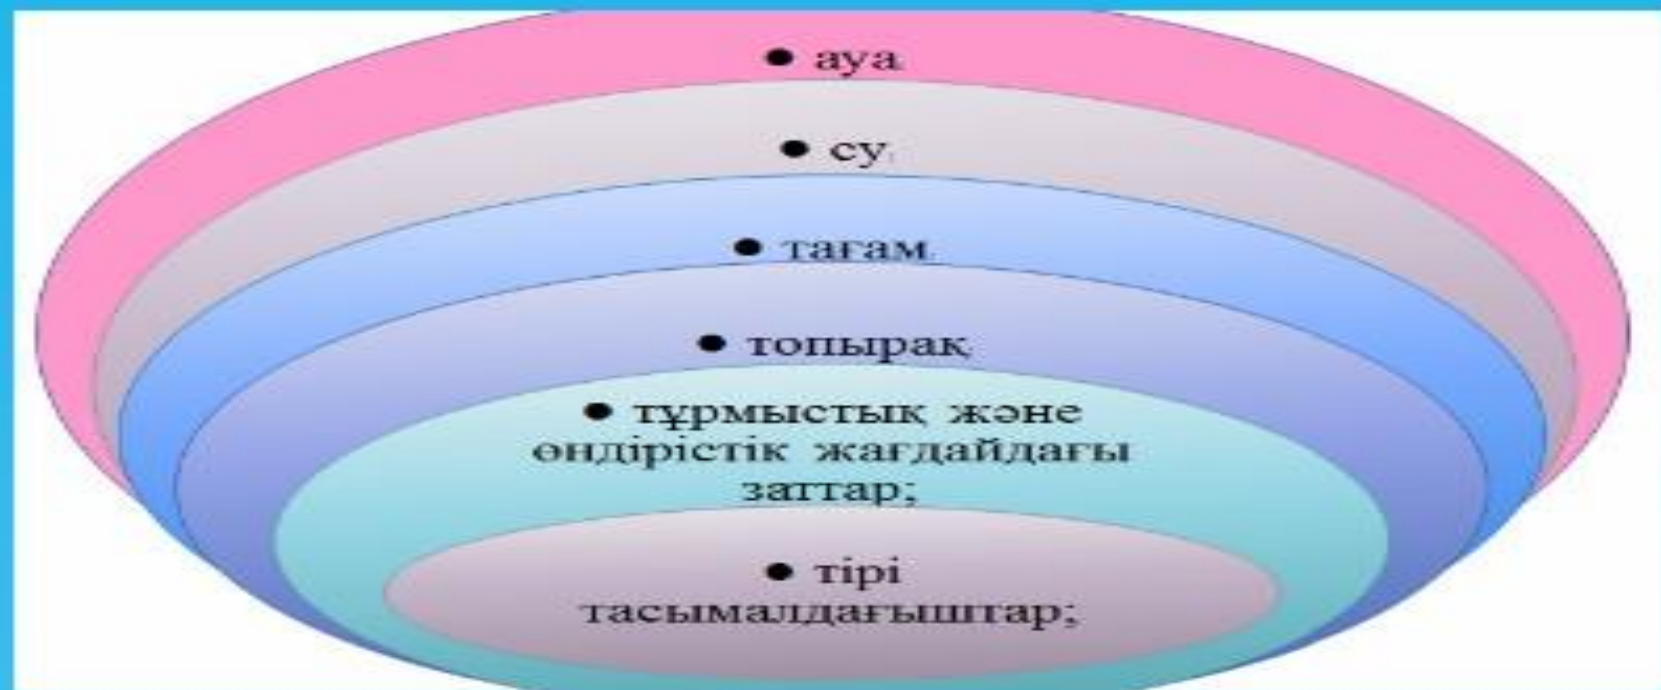 • ауа
• су
• тағам
• топырақ
• тұрмыстық және
өндірістік жағдайдағы
заттар;
• тірі
тасымалдағыштар;